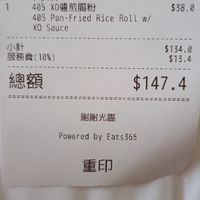 1 405 XO醬煎腸粉 $38.0
405 Pan-Fried Rice Roll w/
XO Sauce
小計 $134.0
服務費(10%) $13.4
總額 $147.4
謝謝光臨
Powered by Eats365
重印